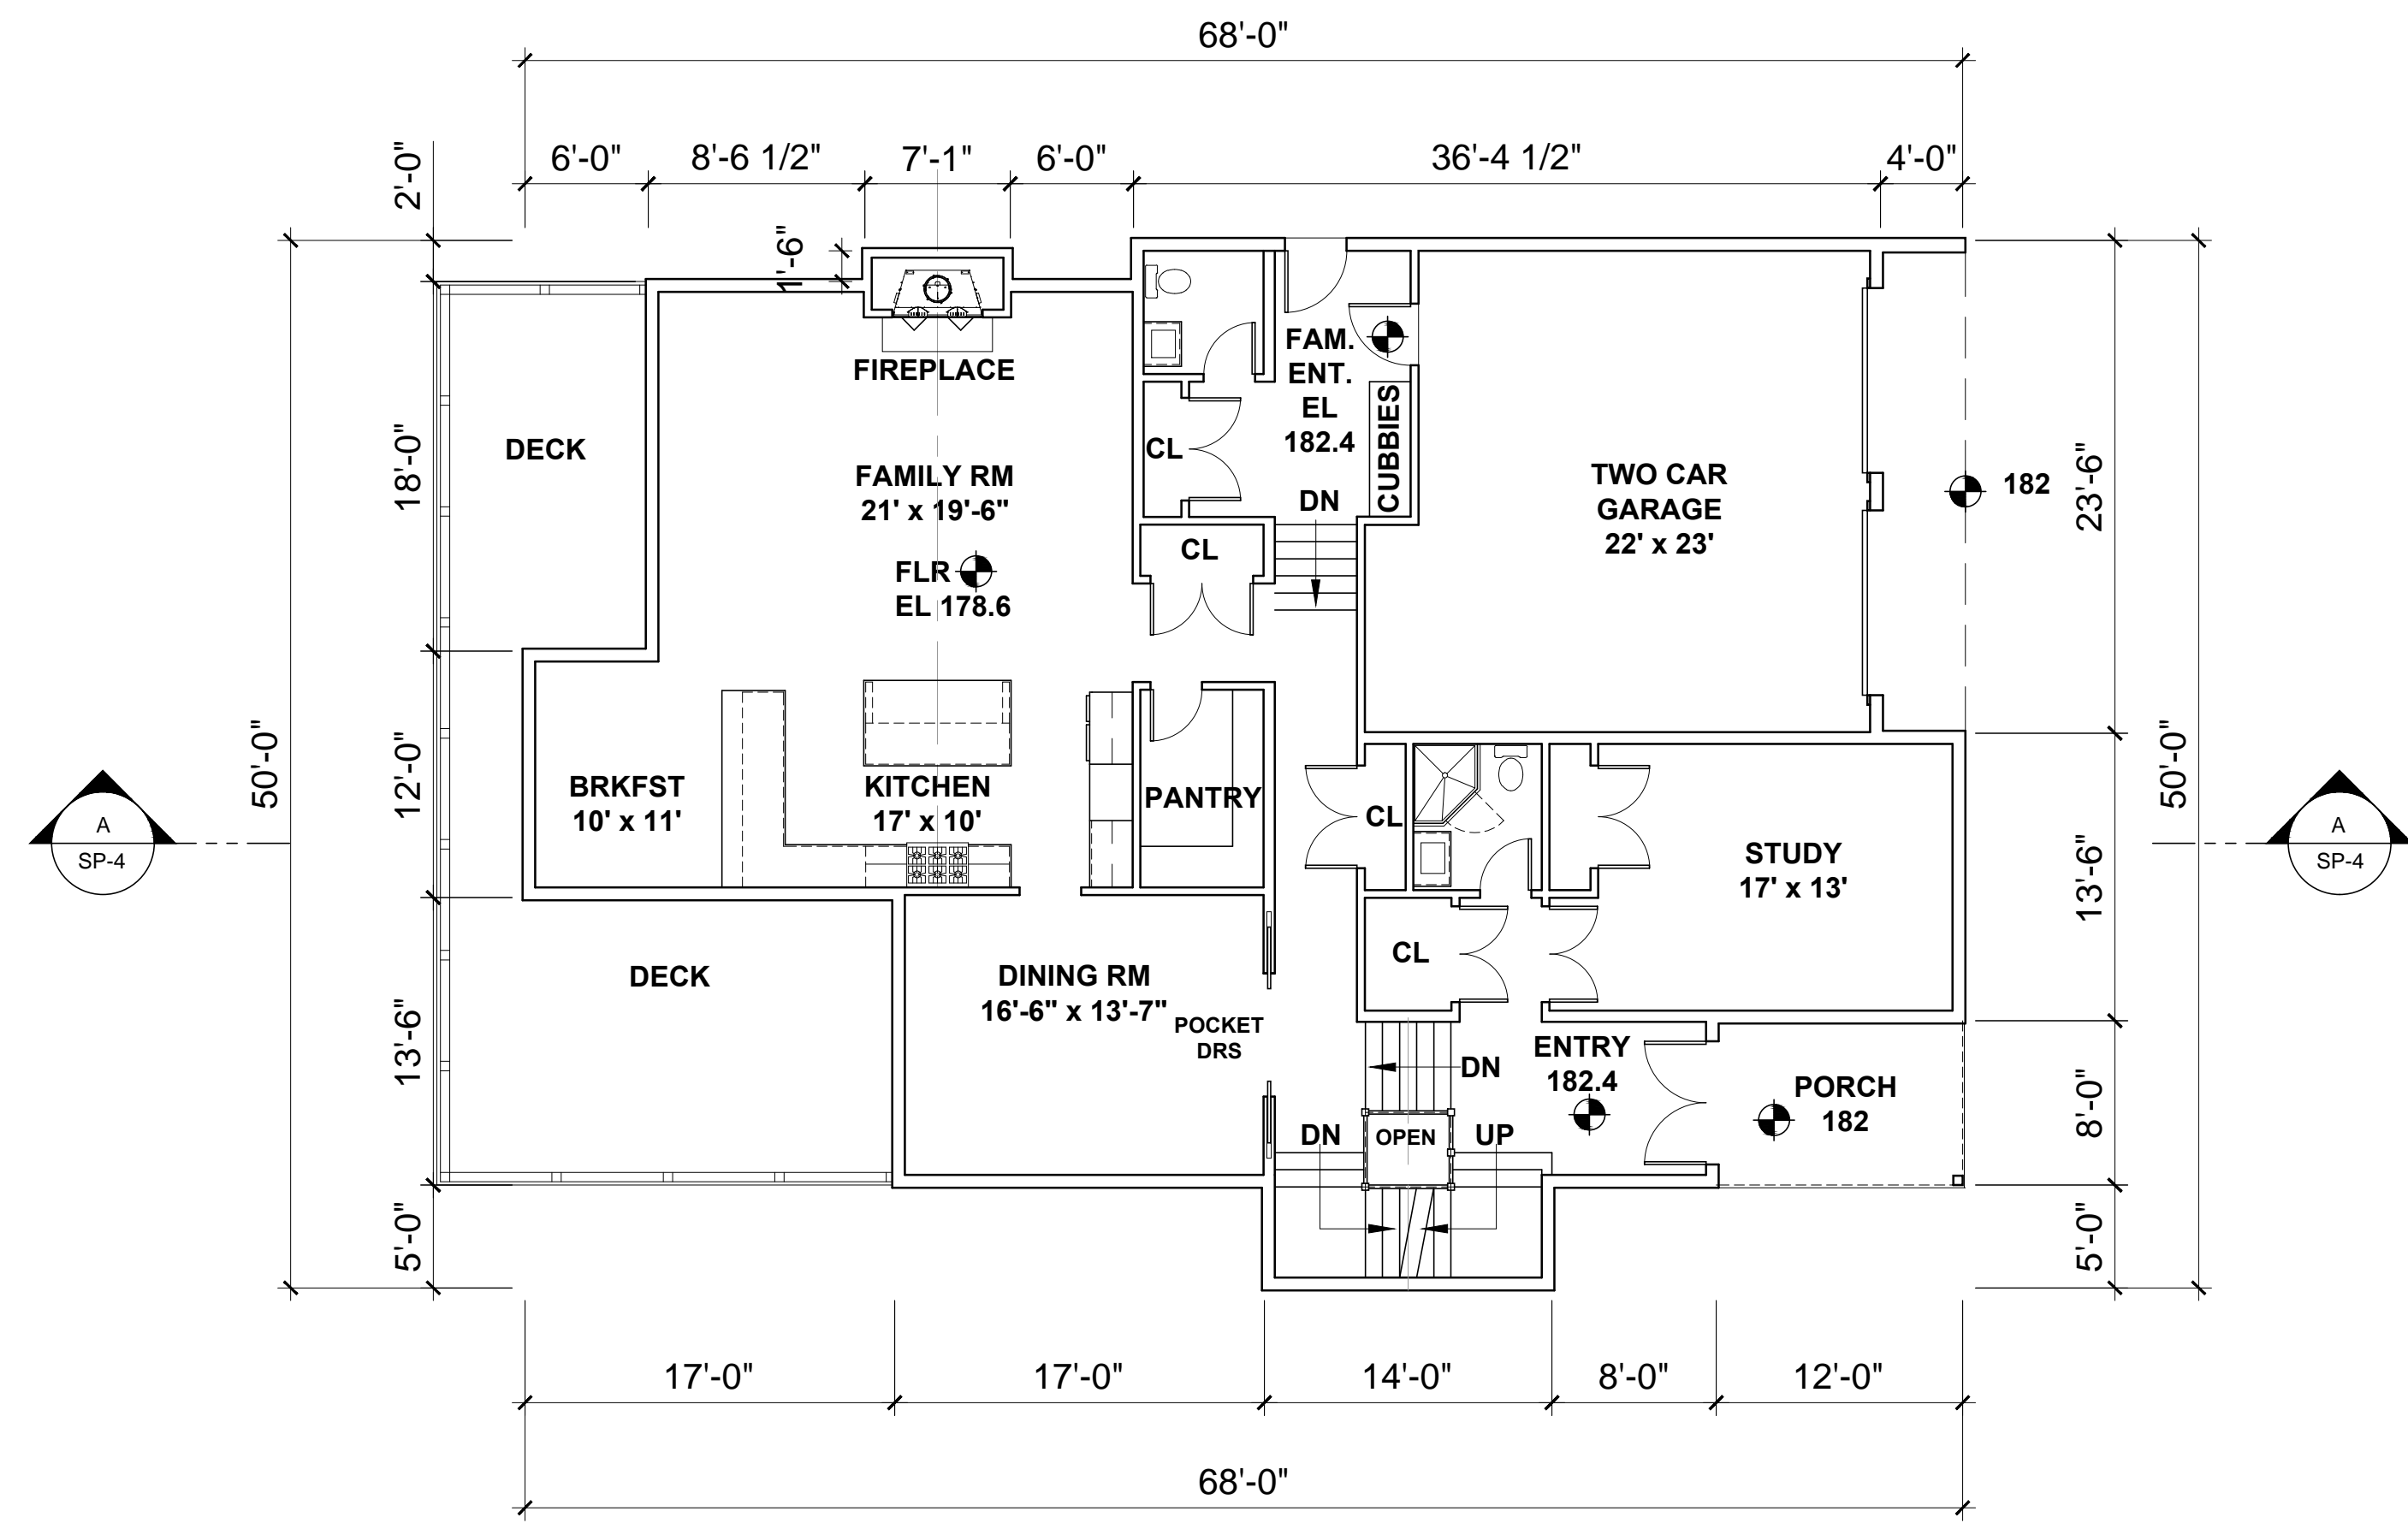 68'-0"
6'-0"
8'-6 1/2"
7'-1"
6'-0"
36'-4 1/2"
4'-0"
2'-0"
1'-6"
FIREPLACE
FAM.
ENT.
EL
182.4
CUBBIES
DECK
CL
18'-0"
FAMILY RM
21' x 19'-6"
TWO CAR
GARAGE
22' x 23'
182
23'-6"
DN
CL
FLR
EL 178.6
50'-0"
12'-0"
BRKFST
10' x 11'
KITCHEN
17' x 10'
PANTRY
CL
50'-0"
A
SP-4
A
SP-4
STUDY
17' x 13'
13'-6"
CL
DECK
DINING RM
16'-6" x 13'-7"
POCKET
DRS
13'-6"
DN
ENTRY
182.4
PORCH
182
8'-0"
DN
OPEN
UP
5'-0"
5'-0"
17'-0"
17'-0"
14'-0"
8'-0"
12'-0"
68'-0"